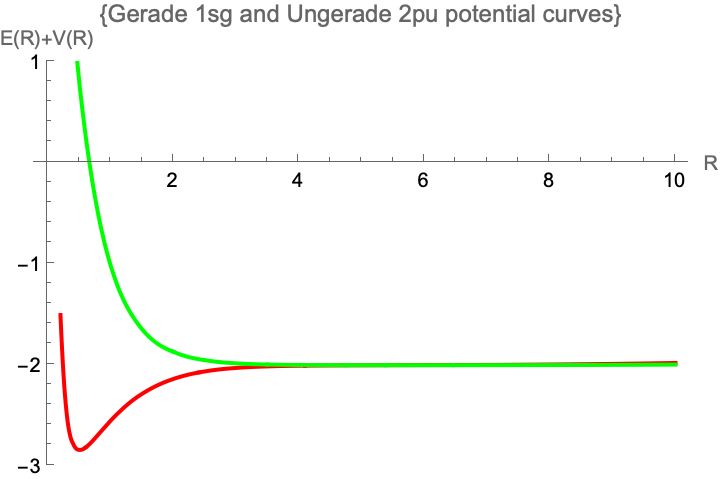 {Gerade 1sg and Ungerade 2pu potential curves}
E(R)+V(R)
1
R
2 4 6 8 10
−1
−2
−3